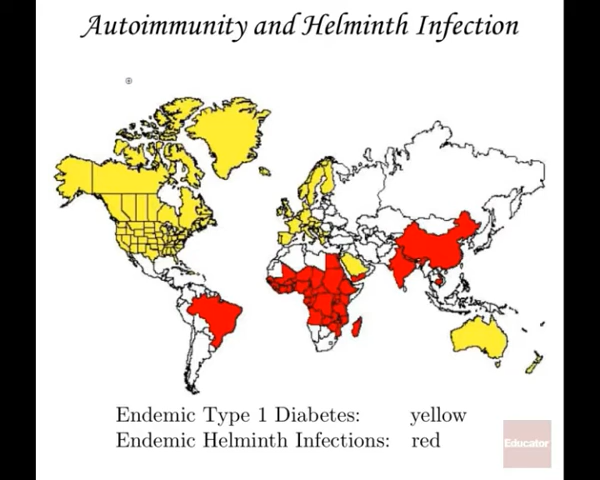 Autoimmunity and Helminth Infection
Endemic Type 1 Diabetes: yellow
Endemic Helminth Infections: red
Educator